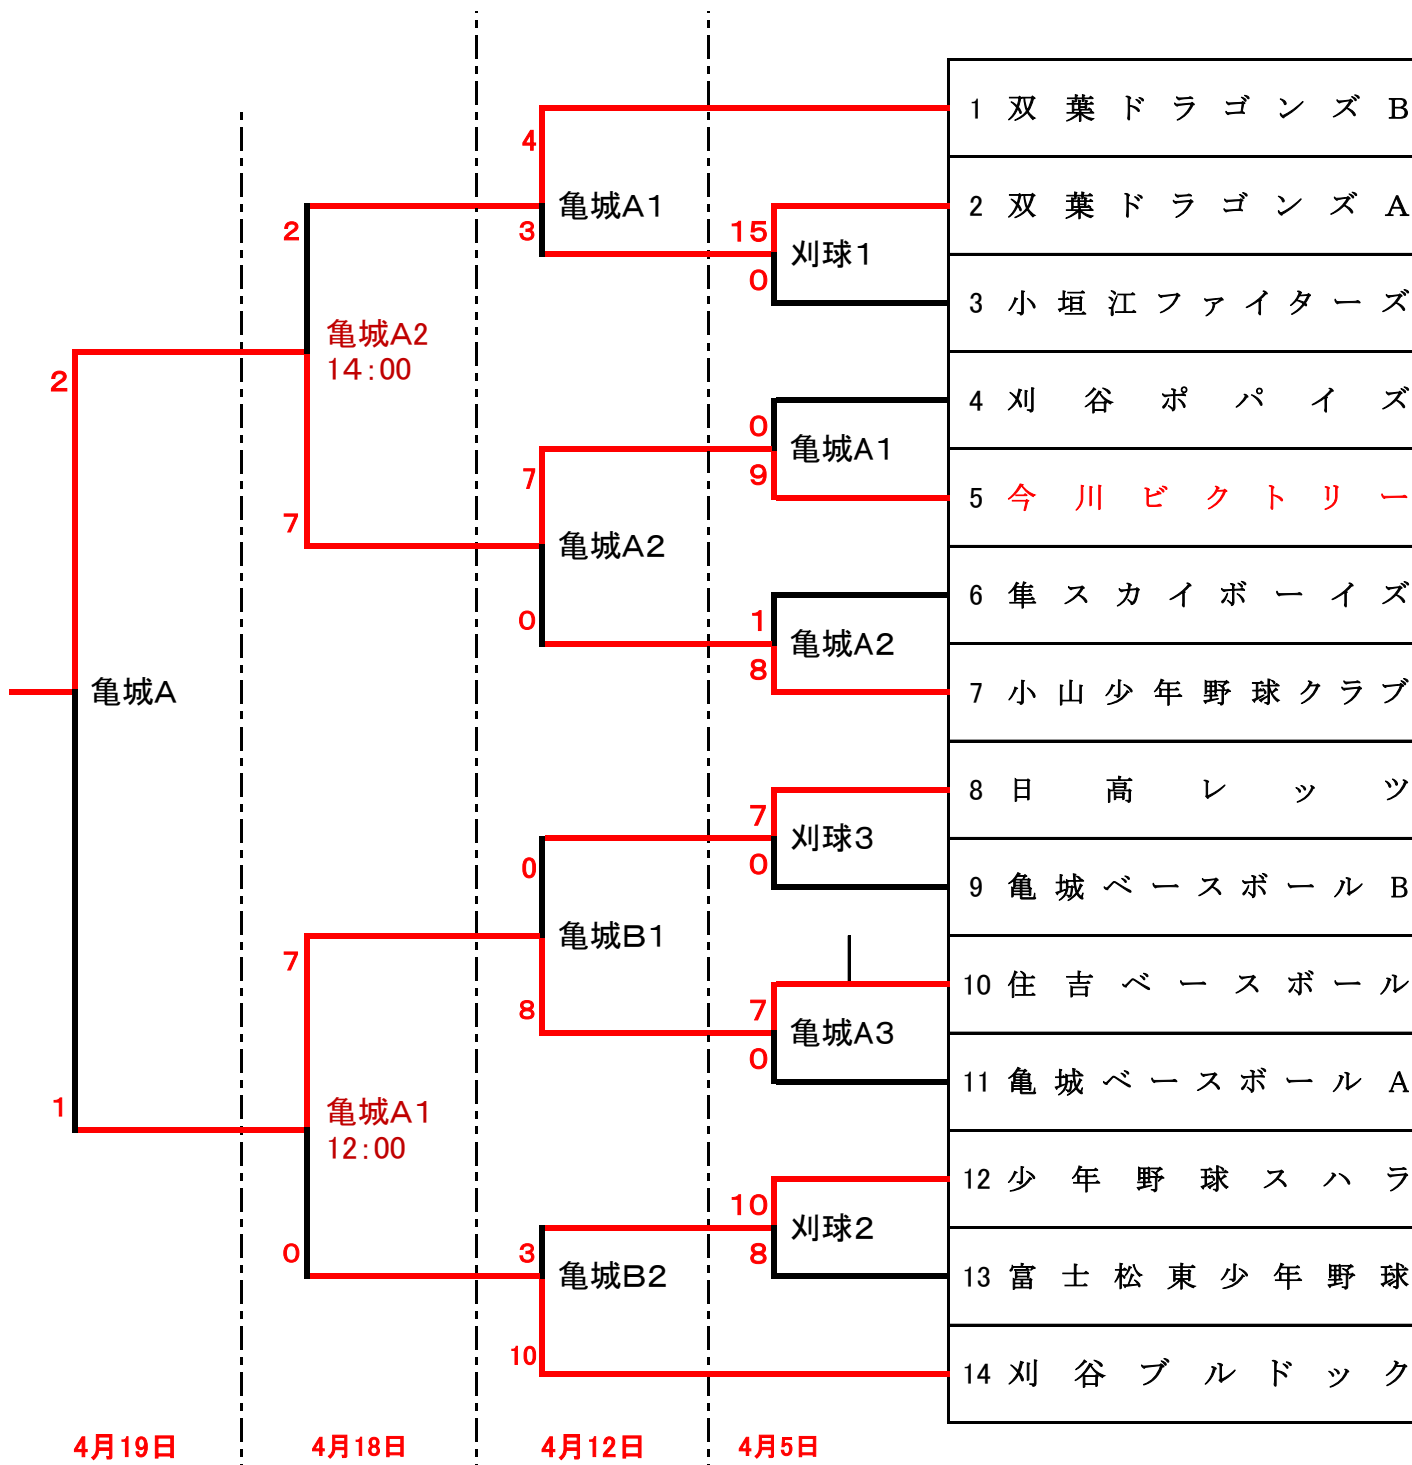 1 双葉ドラゴンズB
4
2 双葉ドラゴンズA
亀城A1
2
3
15
刈球1
0
3 小垣江ファイターズ
亀城A2
14:00
2
4 刈谷ポパイズ
0
亀城A1
7
9
5 今川ビクトリー
7
亀城A2
6 隼スカイボーイズ
0
1
亀城A2
8
亀城A
7 小山少年野球クラブ
8 日高レッツ
7
刈球3
0
0
9 亀城ベースボールB
亀城B1
7
10 住吉ベースボール
8
7
亀城A3
0
11 亀城ベースボールA
1
亀城A1
12:00
12 少年野球スハラ
10
刈球2
0
3
8
亀城B2
13 富士松東少年野球
10
14 刈谷ブルドック
4月19日
4月18日
4月12日
4月5日